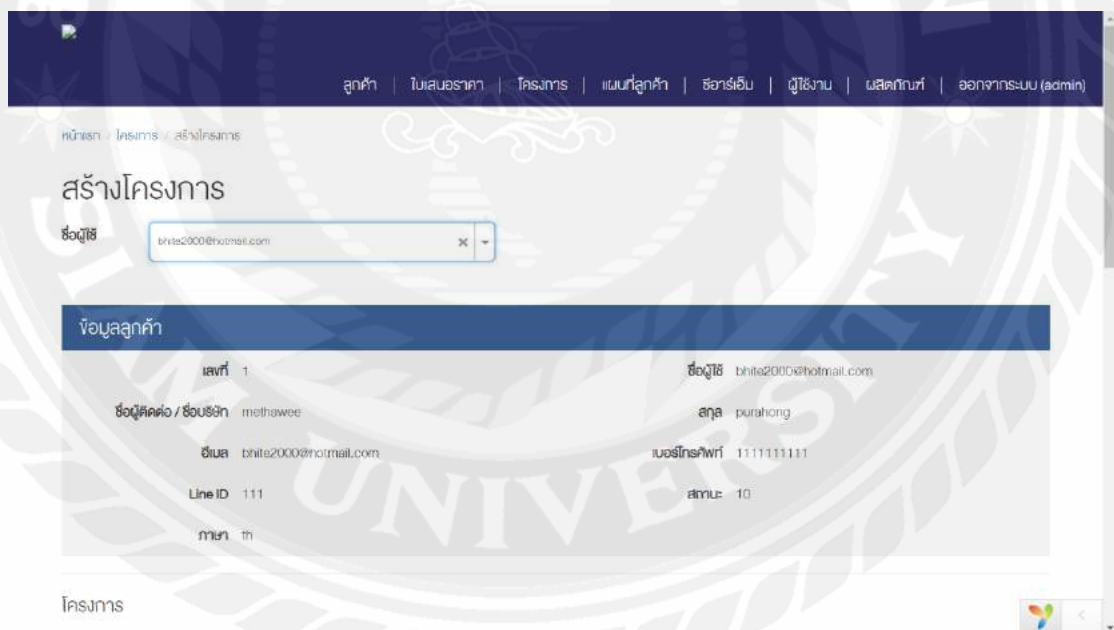 ลูกค้า | ใบเสนอราคา | โครงการ | แผนที่ลูกค้า | ซีอาร์เอ็ม | ผู้ใช้งาน | ผลิตภัณฑ์ | ออกจากระบบ (admin)
หน้าแรก / โครงการ / สร้างโครงการ
สร้างโครงการ
ชื่อผู้ใช้ bhite2000@hotmail.com
ข้อมูลลูกค้า
เลขที่ 1 ชื่อผู้ใช้ bhite2000@hotmail.com
ชื่อผู้ติดต่อ / ชื่อบริษัท methawee สกุล purahong
อีเมล bhite2000@hotmail.com เบอร์โทรศัพท์ 1111111111
Line ID 111 สถานะ 10
ภาษา th
โครงการ
SIAM UNIVERSITY